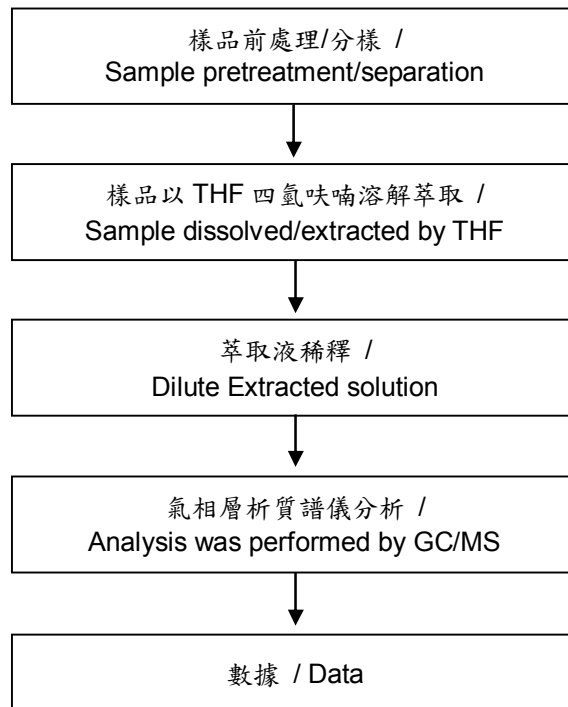 樣品前處理/分樣 /
Sample pretreatment/separation
樣品以 THF 四氫呋喃溶解萃取 /
Sample dissolved/extracted by THF
萃取液稀釋 /
Dilute Extracted solution
氣相層析質譜儀分析 /
Analysis was performed by GC/MS
數據 / Data